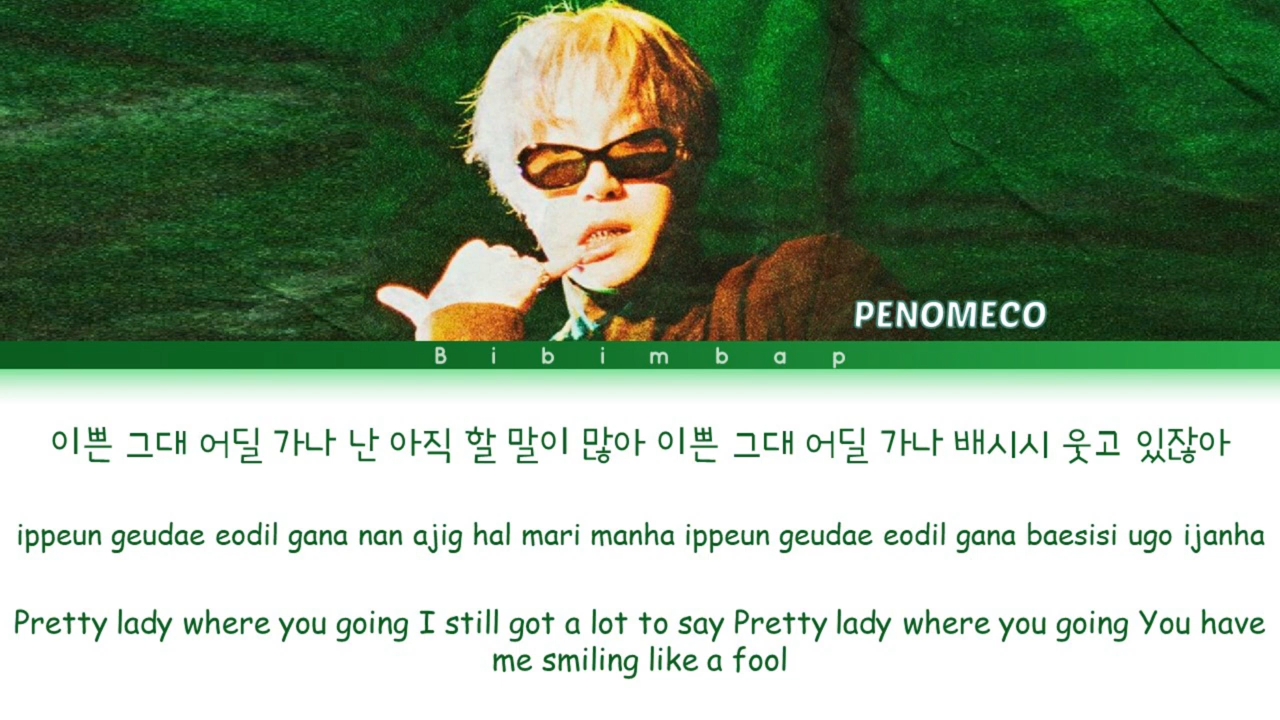 PENOMECO
Bibimbap
이쁜 그대 어딜 가나 난 아직 할 말이 많아 이쁜 그대 어딜 가나 배시시 웃고 있잖아
ippeun geudae eodil gana nan ajig hal mari manha ippeun geudae eodil gana baesisi ugo ijanha
Pretty lady where you going I still got a lot to say Pretty lady where you going You have
me smiling like a fool